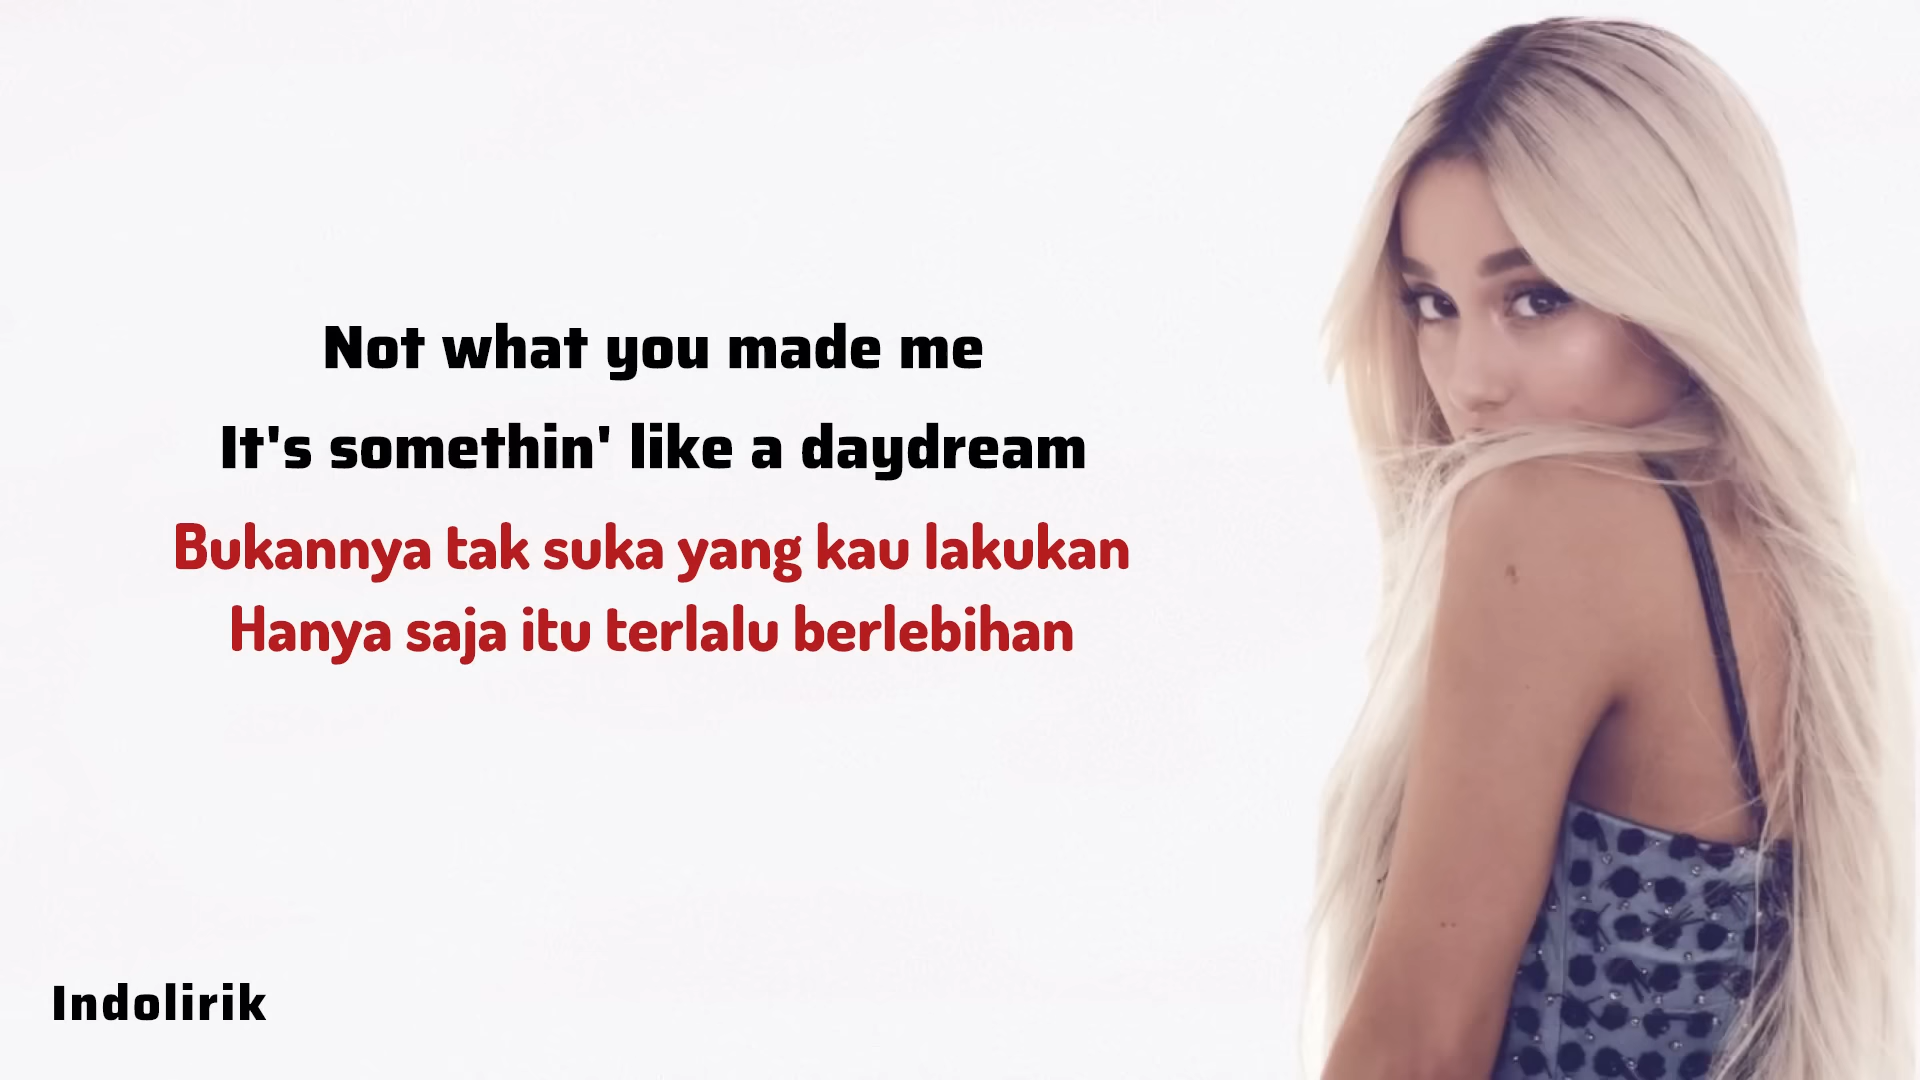 Not what you made me
It's somethin' like a daydream
Bukannya tak suka yang kau lakukan
Hanya saja itu terlalu berlebihan
Indolirik